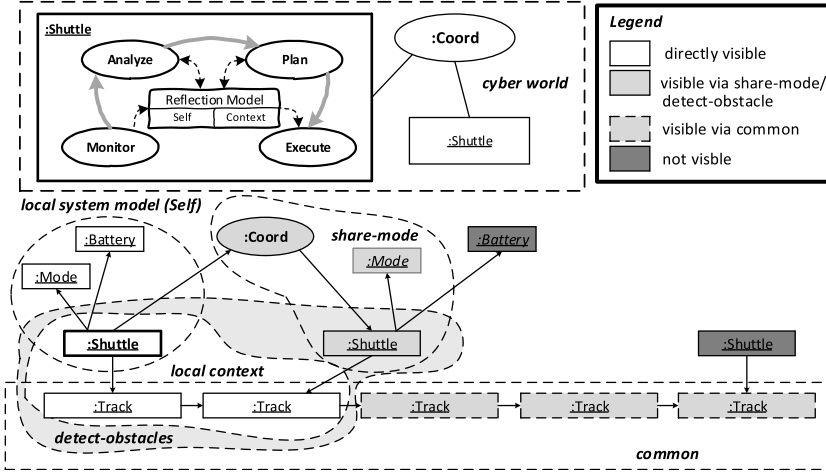 :Shuttle
Analyze
Plan
Reflection Model
Self
Context
Monitor
Execute
:Coord
cyber world
:Shuttle
Legend
directly visible
visible via share-mode/
detect-obstacle
visible via common
not visble
local system model (Self)
:Battery
:Mode
:Coord
share-mode
:Mode
:Battery
:Shuttle
:Shuttle
:Shuttle
local context
:Track
:Track
:Track
:Track
:Track
detect-obstacles
common